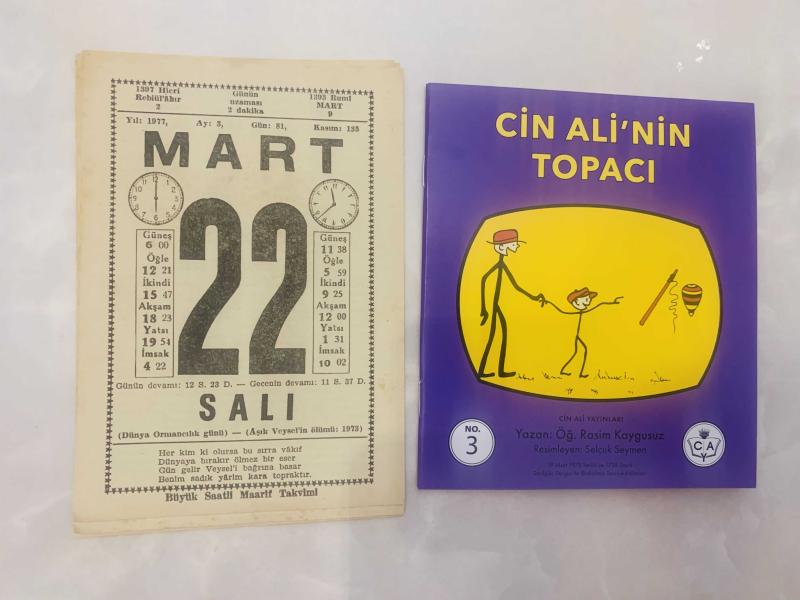 1397 Hicri
Rebiül'âhır
2
Günün
uzaması
2 dakika
1393 Rumî
MART
9
Yıl: 1977, Ay: 3, Gün: 81, Kasım: 135
MART
22
Güneş
6 00
Öğle
12 21
İkindi
15 47
Akşam
18 23
Yatsı
19 54
İmsak
4 22
Güneş
11 38
Öğle
5 59
İkindi
9 25
Akşam
12 00
Yatsı
1 31
İmsak
10 02
Günün devamı: 12 S. 23 D. — Gecenin devamı: 11 S. 37 D.
SALI
(Dünya Ormancılık günü) — (Aşık Veysel'in ölümü: 1973)
Her kim ki olursa bu sırra vâkıf
Dünyaya bırakır ölmez bir eser
Gün gelir Veysel'i bağrına basar
Benim sadık yârim kara topraktır.
Büyük Saatli Maarif Takvimi
CİN ALİ'NİN
TOPACI
CİN ALİ YAYINLARI
NO.
3
Yazan: Öğ. Rasim Kaygusuz
Resimleyen: Selçuk Seymen
C A
Y